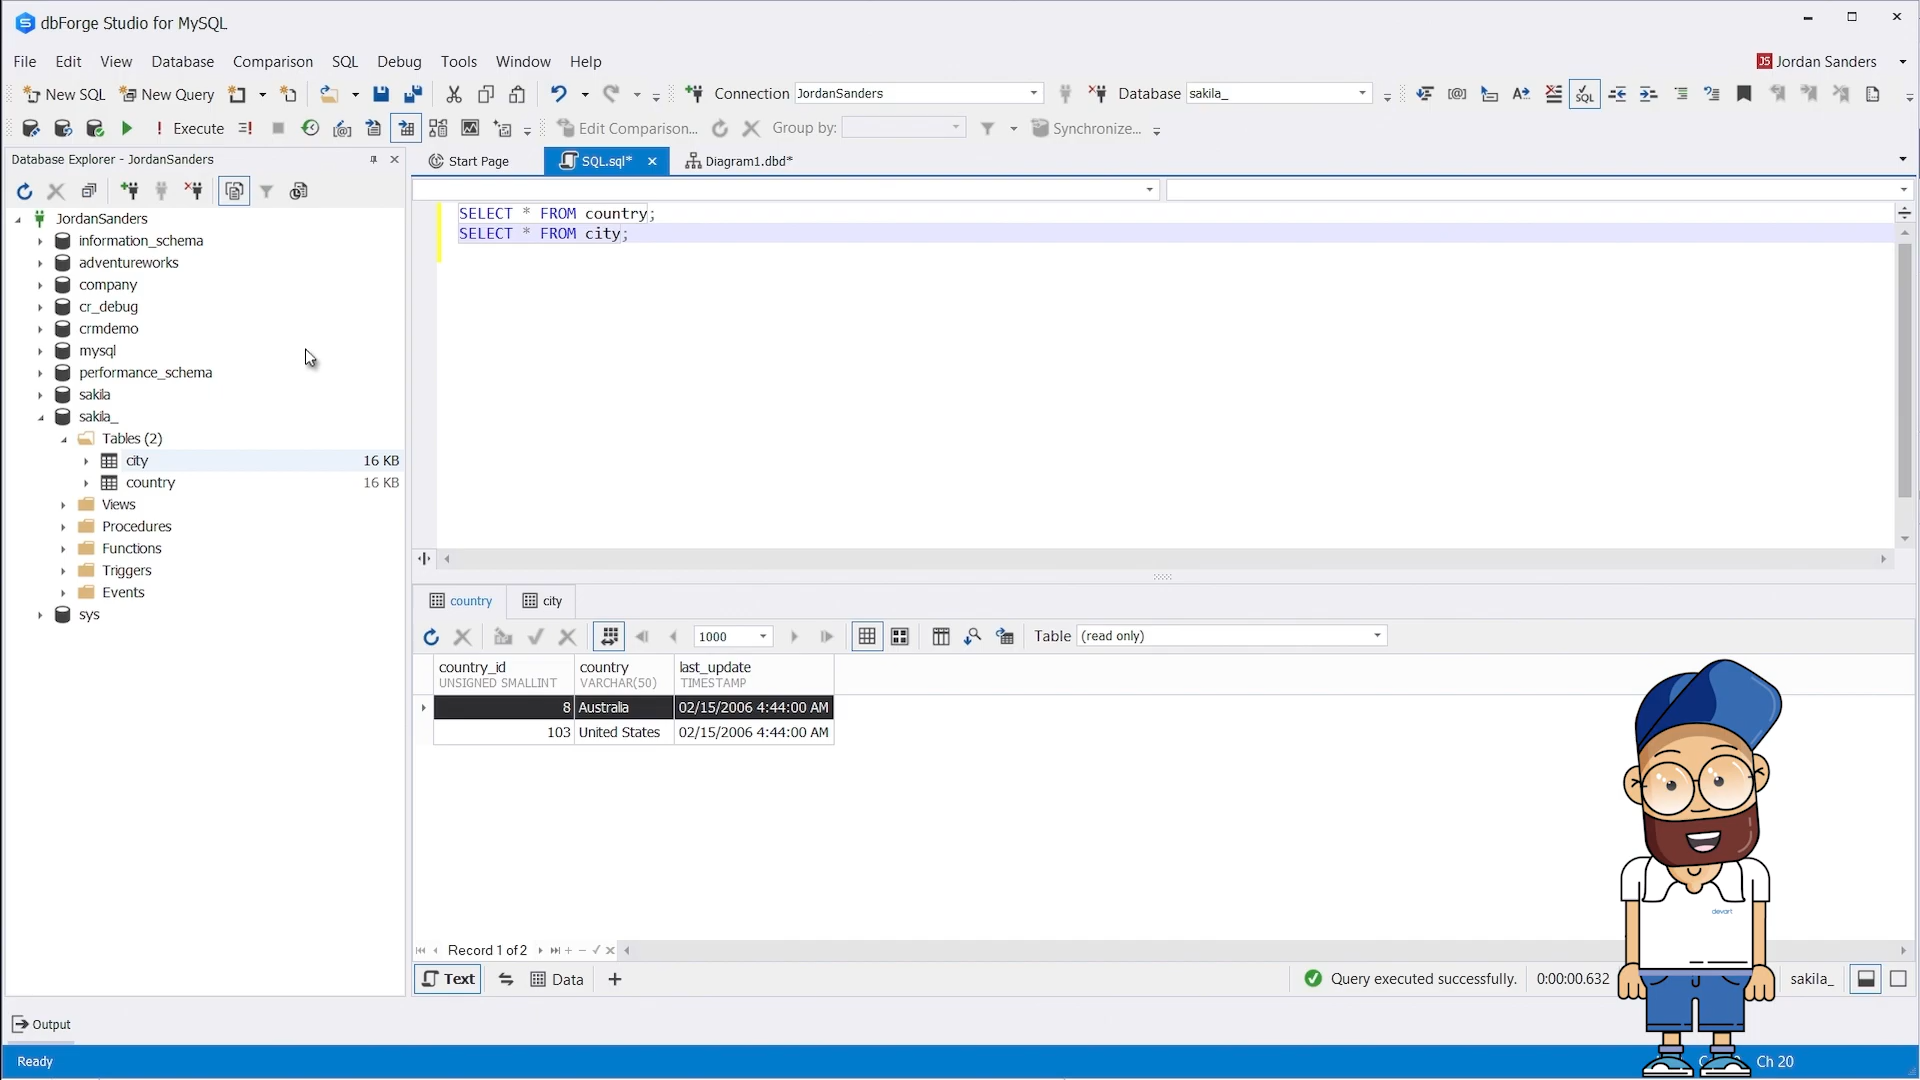 dbForge Studio for MySQL
File Edit View Database Comparison SQL Debug Tools Window Help
JS Jordan Sanders
New SQL New Query Connection JordanSanders Database sakila_
Execute Edit Comparison... Group by: Synchronize...
Database Explorer - JordanSanders
Start Page SQL.sql* Diagram1.dbd*
JordanSanders
information_schema
adventureworks
company
cr_debug
crmdemo
mysql
performance_schema
sakila
sakila_
Tables (2)
city 16 KB
country 16 KB
Views
Procedures
Functions
Triggers
Events
sys
SELECT * FROM country;
SELECT * FROM city;
country city
1000 Table (read only)
country_id country last_update
UNSIGNED SMALLINT VARCHAR(50) TIMESTAMP
8 Australia 02/15/2006 4:44:00 AM
103 United States 02/15/2006 4:44:00 AM
devart
Record 1 of 2
Text Data Query executed successfully. 0:00:00.632 sakila_
Output
Ready Ch 20